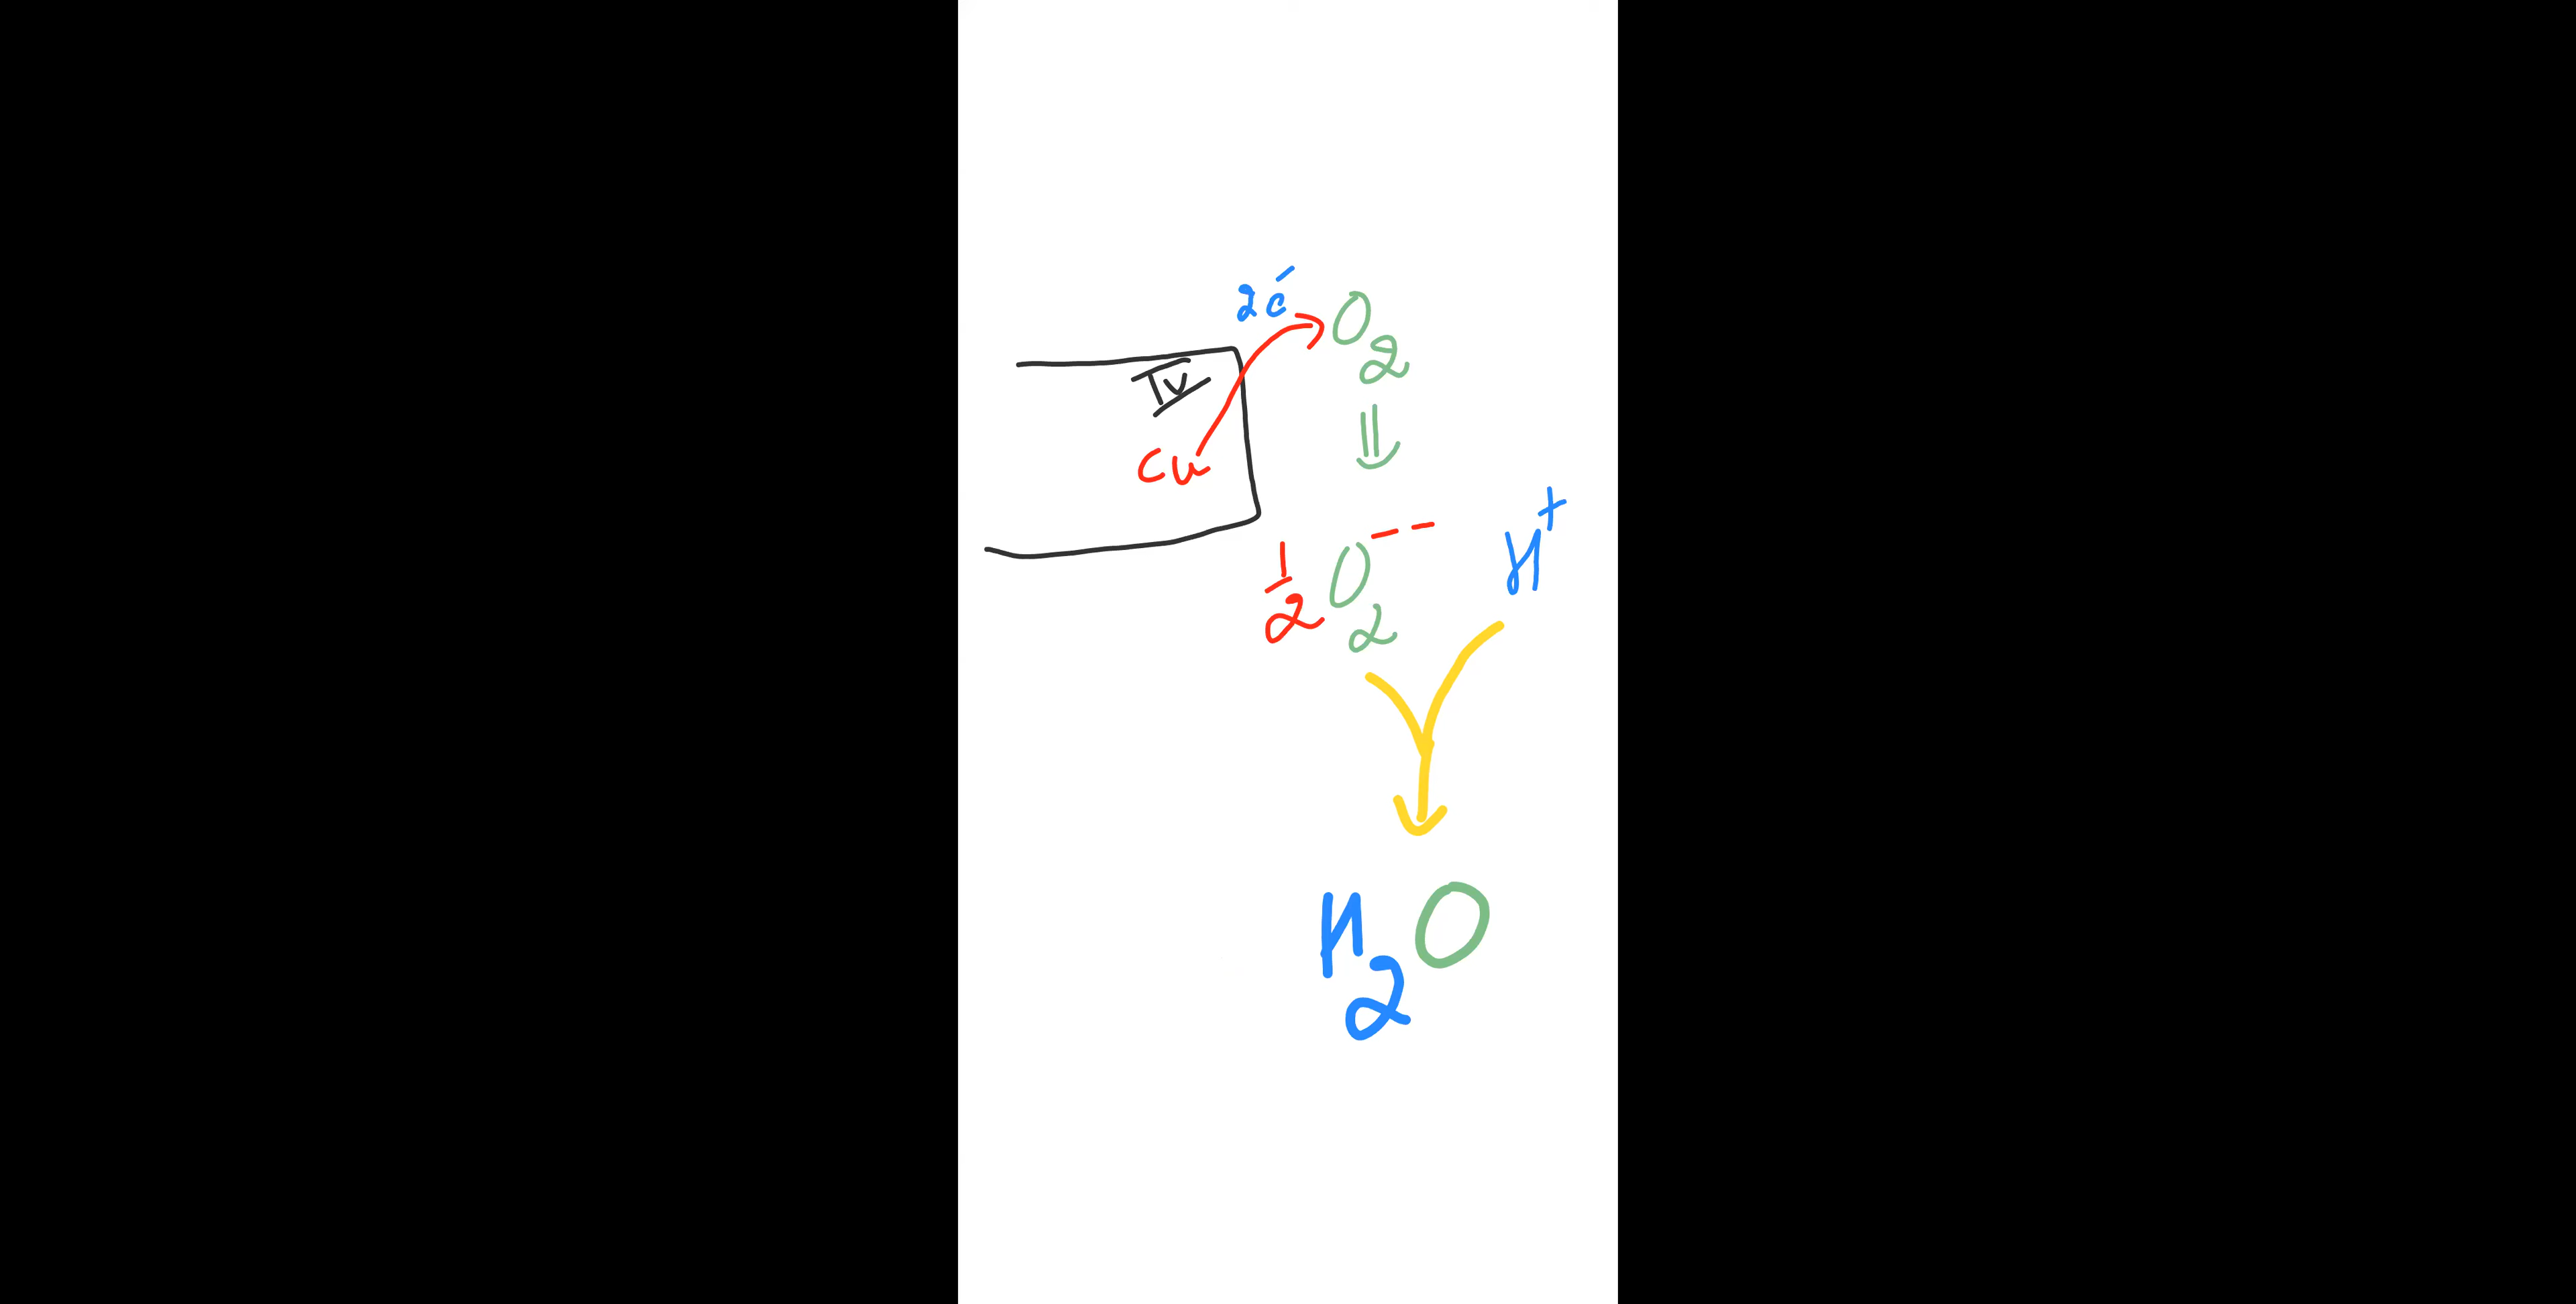 2e⁻ O₂
IV
Cu
½ O₂⁻⁻ H⁺
H₂O